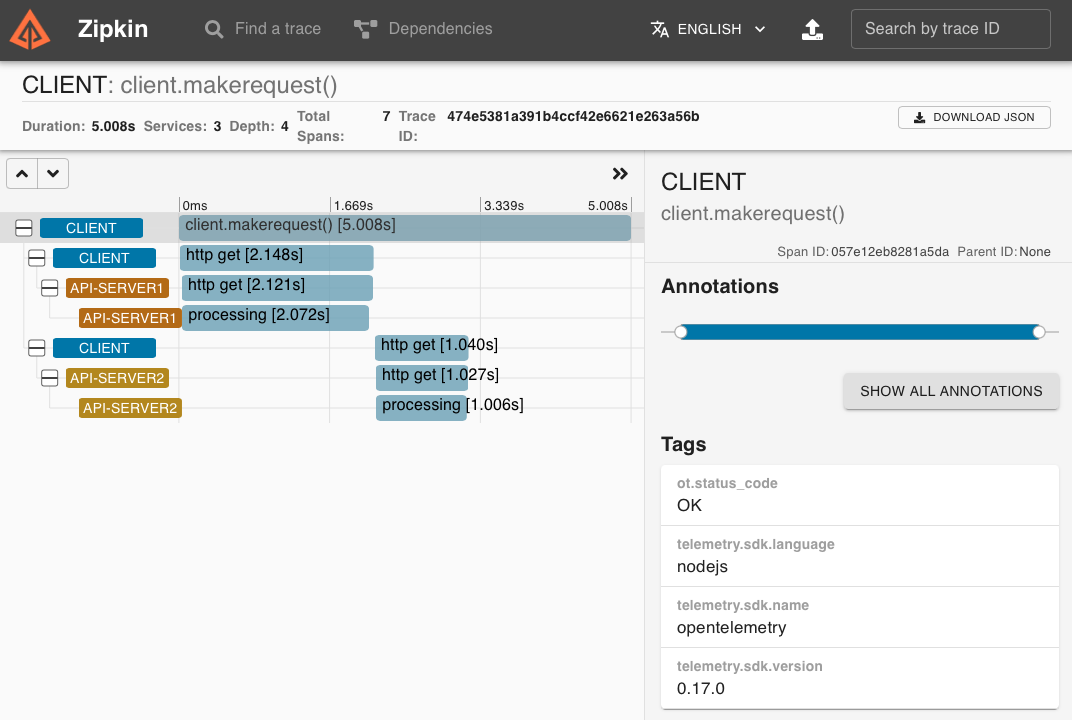 Zipkin
Find a trace
Dependencies
ENGLISH
Search by trace ID
CLIENT: client.makerequest()
Duration: 5.008s Services: 3 Depth: 4 Total Spans: 7 Trace ID: 474e5381a391b4ccf42e6621e263a56b
DOWNLOAD JSON
0ms 1.669s 3.339s 5.008s
CLIENT client.makerequest() [5.008s]
CLIENT http get [2.148s]
API-SERVER1 http get [2.121s]
API-SERVER1 processing [2.072s]
CLIENT http get [1.040s]
API-SERVER2 http get [1.027s]
API-SERVER2 processing [1.006s]
CLIENT
client.makerequest()
Span ID: 057e12eb8281a5da Parent ID: None
Annotations
SHOW ALL ANNOTATIONS
Tags
ot.status_code
OK
telemetry.sdk.language
nodejs
telemetry.sdk.name
opentelemetry
telemetry.sdk.version
0.17.0